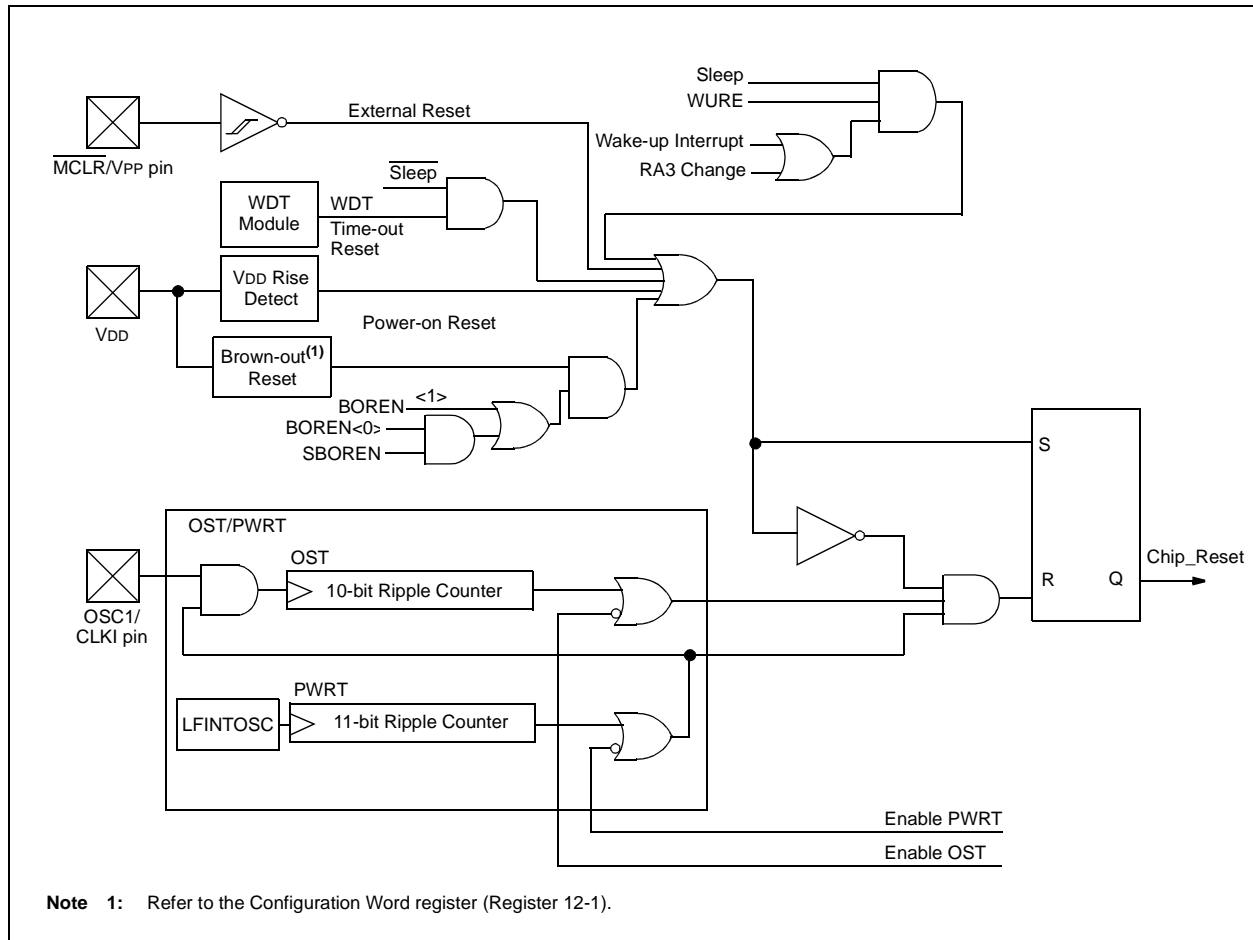 Sleep
WURE
Wake-up Interrupt
RA3 Change
External Reset
MCLR/VPP pin
Sleep
WDT
Module
WDT
Time-out
Reset
VDD Rise
Detect
VDD
Power-on Reset
Brown-out(1)
Reset
BOREN <1>
BOREN<0>
SBOREN
S
OST/PWRT
OST
10-bit Ripple Counter
OSC1/
CLKI pin
R
Q
Chip_Reset
PWRT
LFINTOSC
11-bit Ripple Counter
Enable PWRT
Enable OST
Note 1: Refer to the Configuration Word register (Register 12-1).